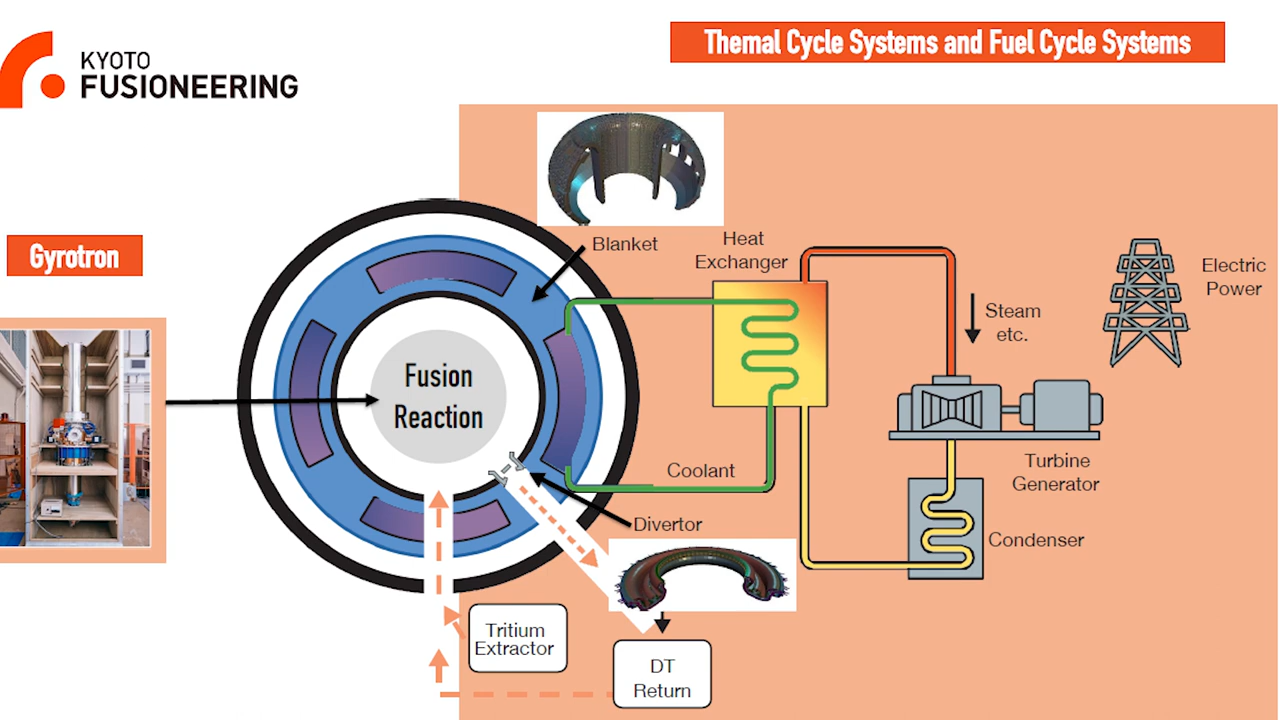 KYOTO
FUSIONEERING
Themal Cycle Systems and Fuel Cycle Systems
Gyrotron
Blanket
Heat
Exchanger
Electric
Power
Steam
etc.
Fusion
Reaction
Coolant
Turbine
Generator
Divertor
Condenser
Tritium
Extractor
DT
Return